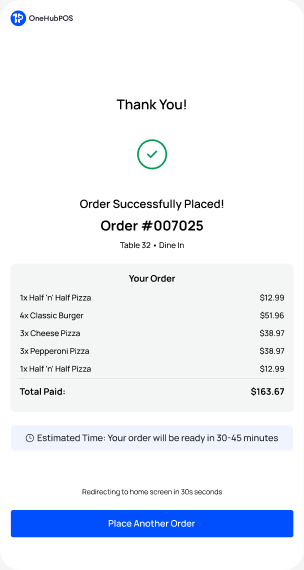 OneHubPOS
Thank You!
Order Successfully Placed!
Order #007025
Table 32 • Dine In
Your Order
1x Half 'n' Half Pizza $12.99
4x Classic Burger $51.96
3x Cheese Pizza $38.97
3x Pepperoni Pizza $38.97
1x Half 'n' Half Pizza $12.99
Total Paid: $163.67
Estimated Time: Your order will be ready in 30-45 minutes
Redirecting to home screen in 30s seconds
Place Another Order